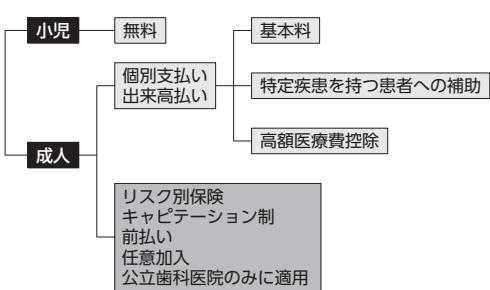 小児
無料
基本料
個別支払い
出来高払い
特定疾患を持つ患者への補助
高額医療費控除
成人
リスク別保険
キャピテーション制
前払い
任意加入
公立歯科医院のみに適用